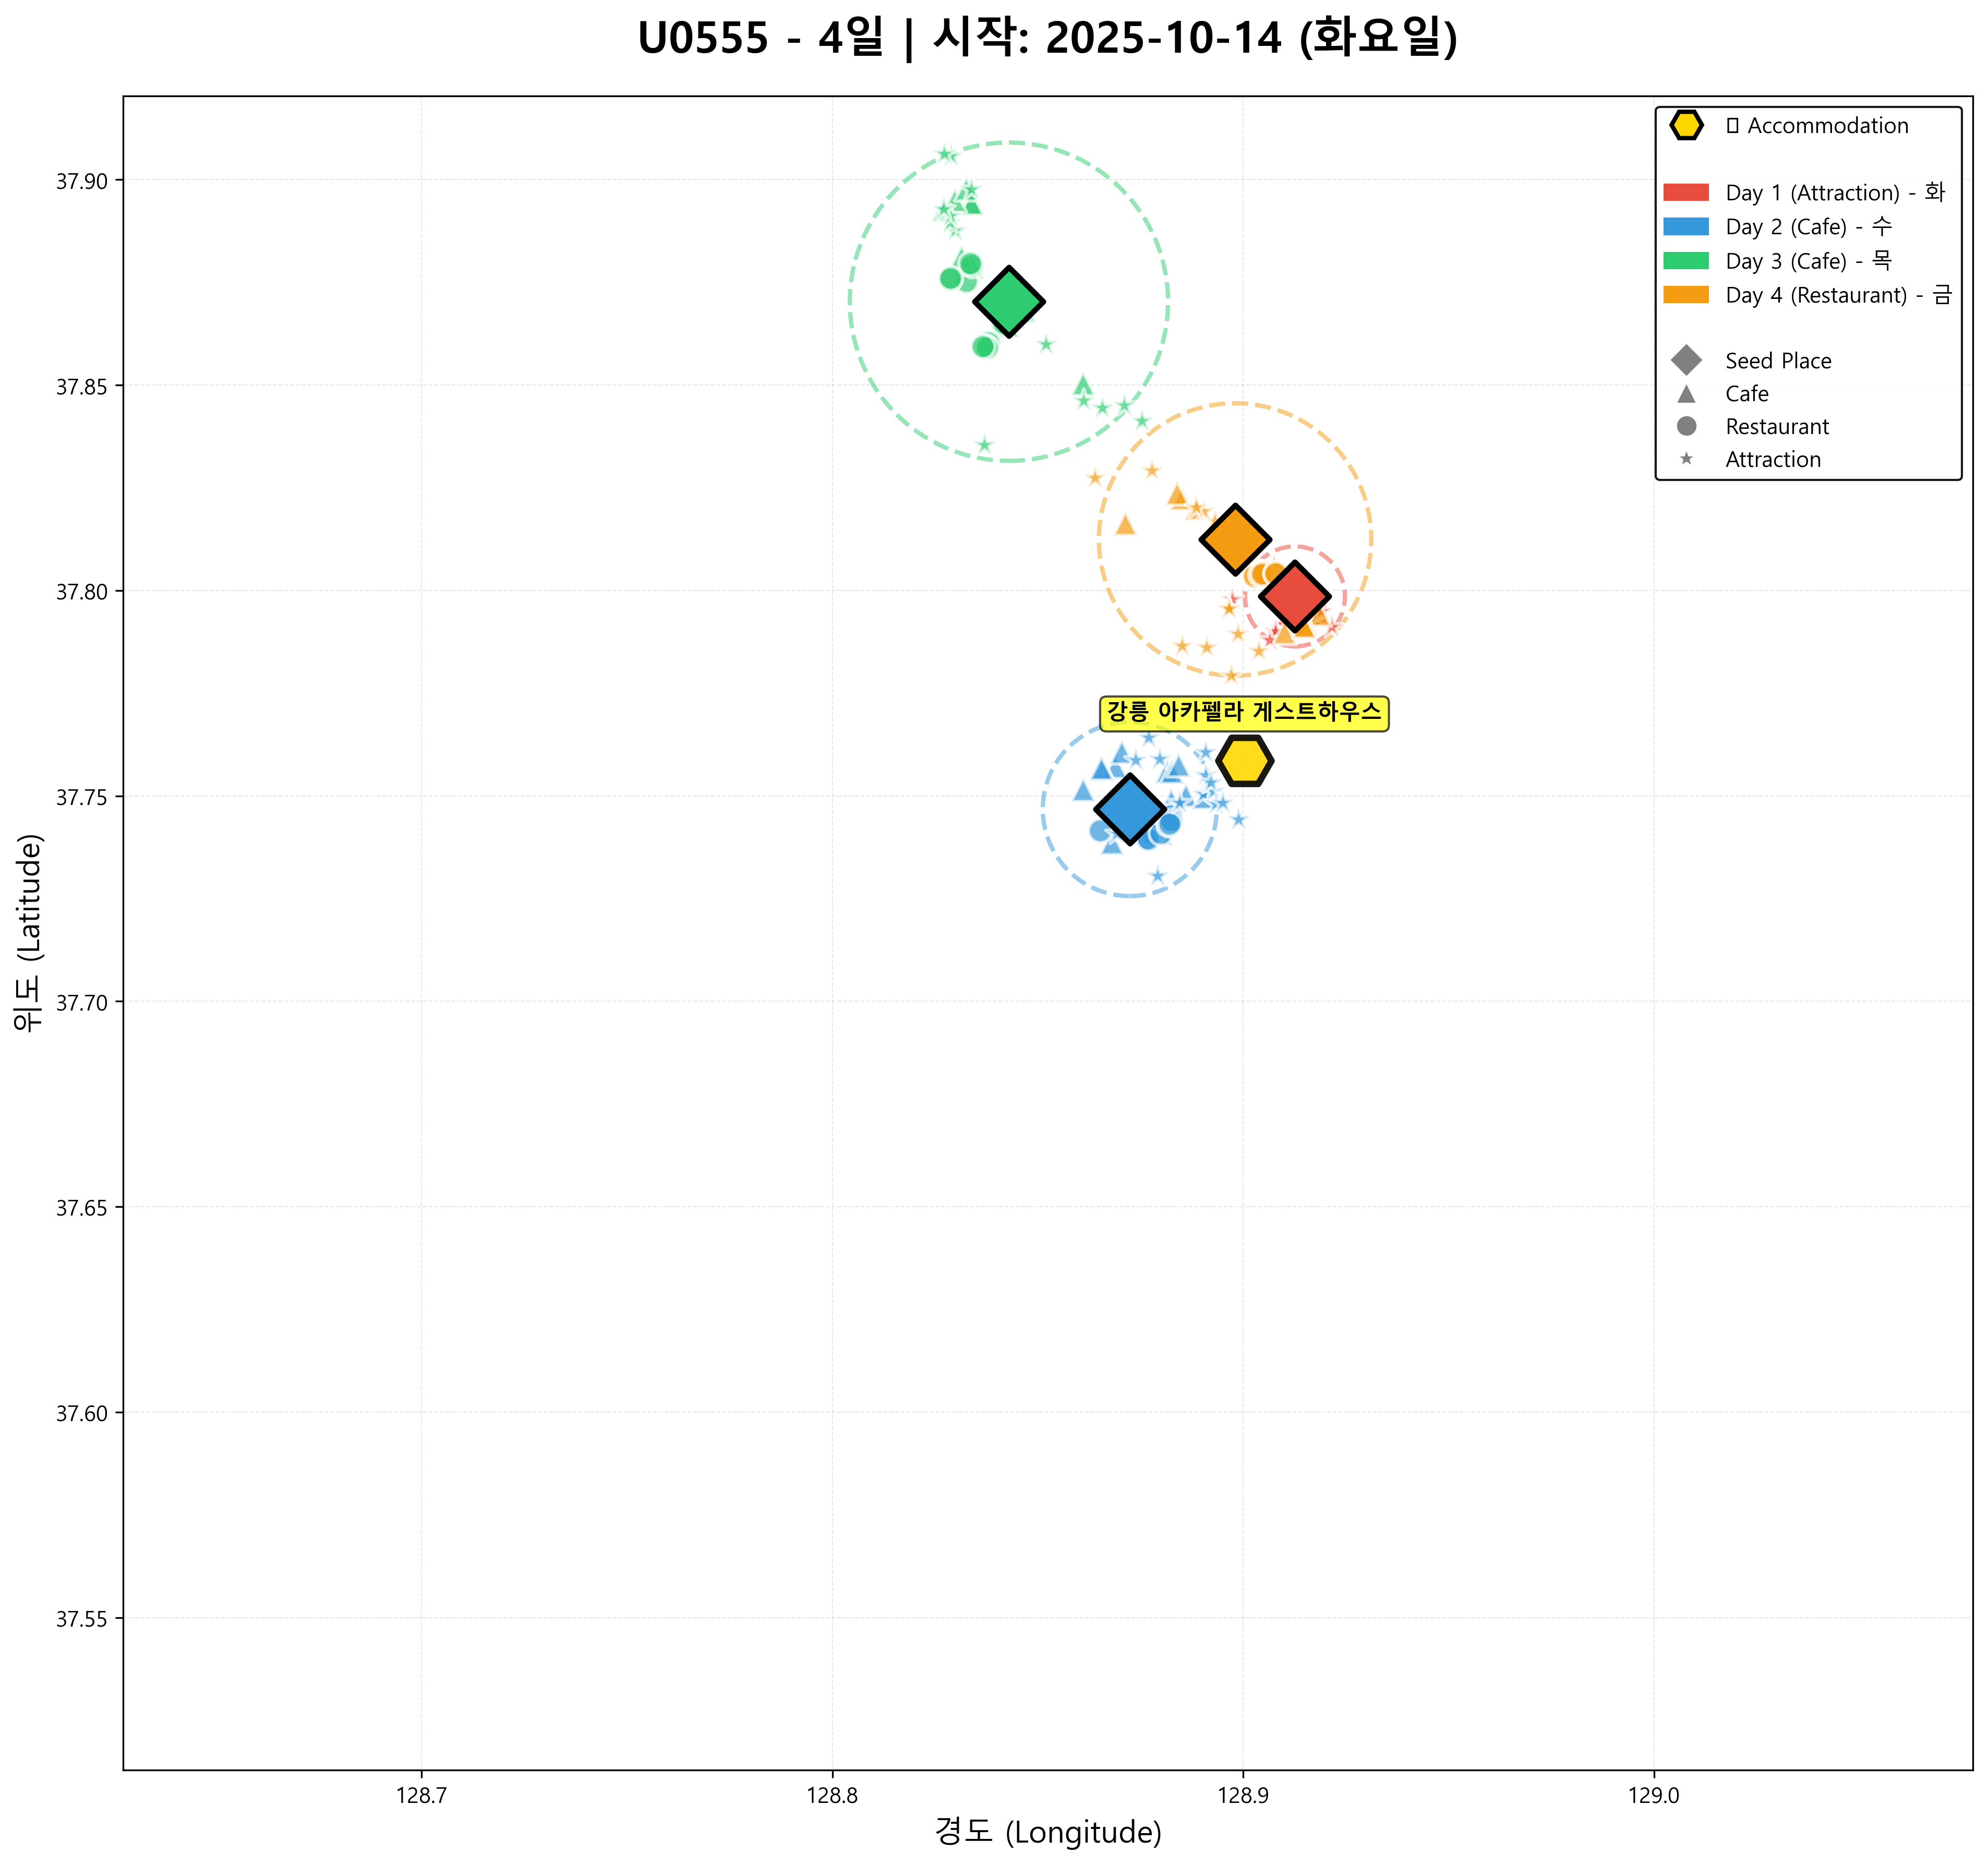 U0555 - 4일 | 시작: 2025-10-14 (화요일)
Accommodation
Day 1 (Attraction) - 화
Day 2 (Cafe) - 수
Day 3 (Cafe) - 목
Day 4 (Restaurant) - 금
Seed Place
Cafe
Restaurant
Attraction
37.90
37.85
37.80
강릉 아카펠라 게스트하우스
37.75
37.70
37.65
37.60
37.55
위도 (Latitude)
128.7
128.8
128.9
129.0
경도 (Longitude)